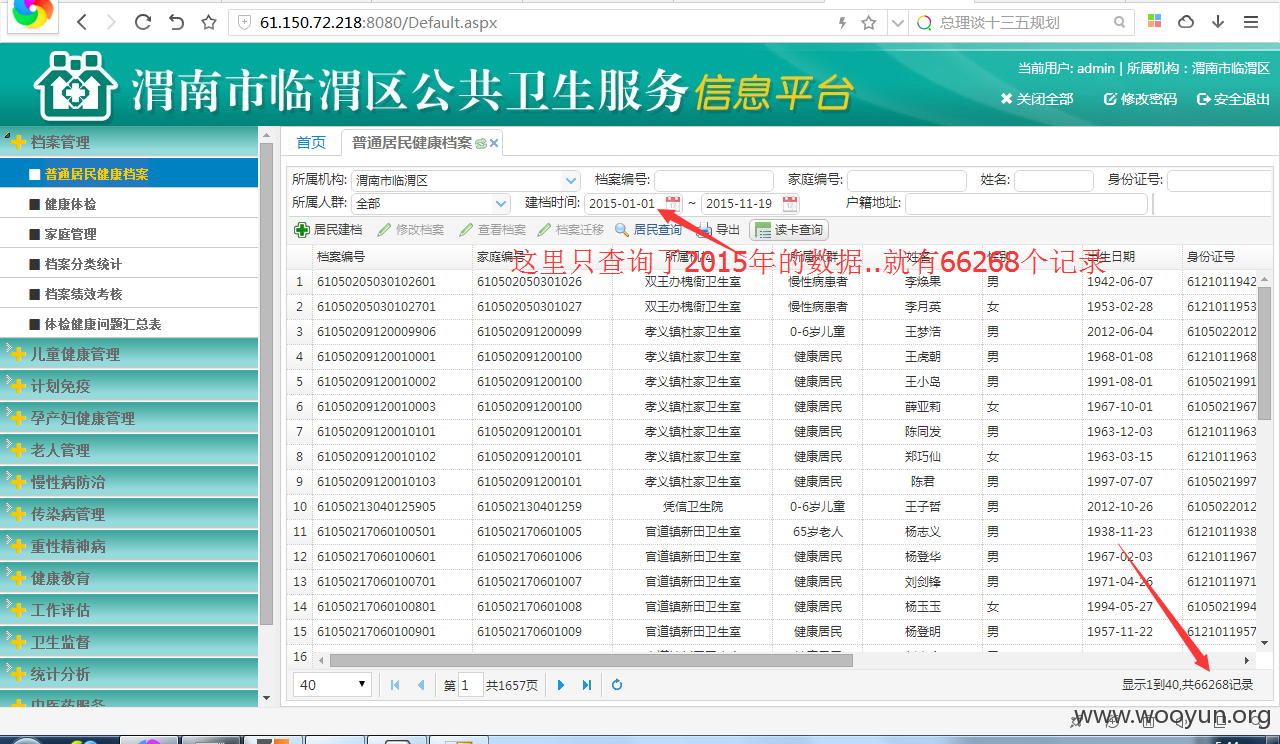 61.150.72.218:8080/Default.aspx 总理谈十三五规划
渭南市临渭区公共卫生服务信息平台
当前用户: admin | 所属机构：渭南市临渭区
关闭全部 修改密码 安全退出
档案管理
普通居民健康档案
健康体检
家庭管理
档案分类统计
档案绩效考核
体检健康问题汇总表
儿童健康管理
计划免疫
孕产妇健康管理
老人管理
慢性病防治
传染病管理
重性精神病
健康教育
工作评估
卫生监督
统计分析
中医药服务
首页 普通居民健康档案
所属机构: 渭南市临渭区 档案编号: 家庭编号: 姓名: 身份证号:
所属人群: 全部 建档时间: 2015-01-01 ~ 2015-11-19 户籍地址:
居民建档 修改档案 查看档案 档案迁移 居民查询 导出 读卡查询
这里只查询了2015年的数据..就有66268个记录
档案编号 家庭编号 所属机构 所属人群 姓名 性别 出生日期 身份证号
1 61050205030102601 610502050301026 双王办槐衙卫生室 慢性病患者 李焕果 男 1942-06-07 6121011942
2 61050205030102701 610502050301027 双王办槐衙卫生室 慢性病患者 李月英 女 1953-02-28 6121011953
3 61050209120009906 610502091200099 孝义镇杜家卫生室 0-6岁儿童 王梦浩 男 2012-06-04 6105022012
4 61050209120010001 610502091200100 孝义镇杜家卫生室 健康居民 王虎朝 男 1968-01-08 6121011968
5 61050209120010002 610502091200100 孝义镇杜家卫生室 健康居民 王小岛 男 1991-08-01 6105021991
6 61050209120010003 610502091200100 孝义镇杜家卫生室 健康居民 薛亚莉 女 1967-10-01 6105021967
7 61050209120010101 610502091200101 孝义镇杜家卫生室 健康居民 陈同发 男 1963-12-03 6121011963
8 61050209120010102 610502091200101 孝义镇杜家卫生室 健康居民 郑巧仙 女 1963-03-15 6121011963
9 61050209120010103 610502091200101 孝义镇杜家卫生室 健康居民 陈君 男 1997-07-07 6105021997
10 61050213040125905 610502130401259 凭信卫生院 0-6岁儿童 王子哲 男 2012-10-26 6105022012
11 61050217060100501 610502170601005 官道镇新田卫生室 65岁老人 杨志义 男 1938-11-23 6121011938
12 61050217060100601 610502170601006 官道镇新田卫生室 健康居民 杨登华 男 1967-02-03 6121011967
13 61050217060100701 610502170601007 官道镇新田卫生室 健康居民 刘剑锋 男 1971-04-26 6121011971
14 61050217060100801 610502170601008 官道镇新田卫生室 健康居民 杨玉玉 女 1994-05-27 6105021994
15 61050217060100901 610502170601009 官道镇新田卫生室 健康居民 杨登明 男 1957-11-22 6121011957
16
40 第 1 共1657页 显示1到40,共66268记录
www.wooyun.org